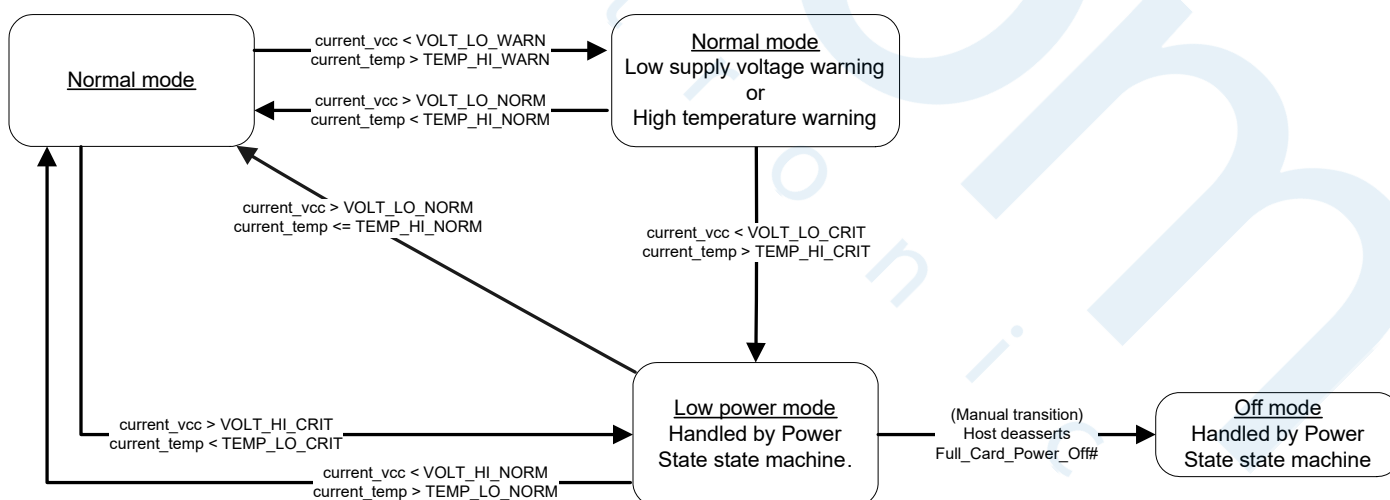 Normal mode
current_vcc < VOLT_LO_WARN
current_temp > TEMP_HI_WARN
current_vcc > VOLT_LO_NORM
current_temp < TEMP_HI_NORM
Normal mode
Low supply voltage warning
or
High temperature warning
current_vcc > VOLT_LO_NORM
current_temp <= TEMP_HI_NORM
current_vcc < VOLT_LO_CRIT
current_temp > TEMP_HI_CRIT
current_vcc > VOLT_HI_CRIT
current_temp < TEMP_LO_CRIT
current_vcc < VOLT_HI_NORM
current_temp > TEMP_LO_NORM
Low power mode
Handled by Power
State state machine.
(Manual transition)
Host deasserts
Full_Card_Power_Off#
Off mode
Handled by Power
State state machine